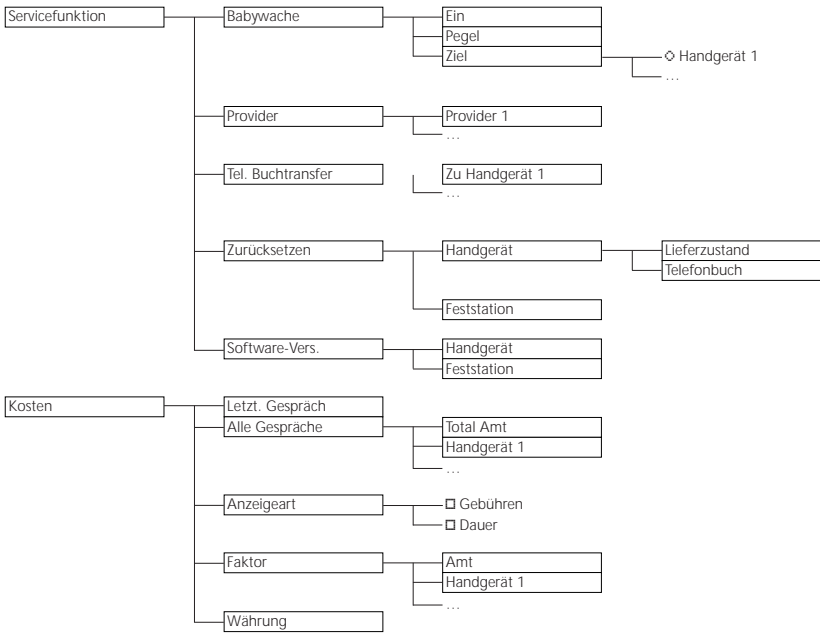 Servicefunktion
Babywache
Ein
Pegel
Ziel
Handgerät 1
...
Provider
Provider 1
...
Tel. Buchtransfer
Zu Handgerät 1
...
Zurücksetzen
Handgerät
Lieferzustand
Telefonbuch
Feststation
Software-Vers.
Handgerät
Feststation
Kosten
Letzt. Gespräch
Alle Gespräche
Total Amt
Handgerät 1
...
Anzeigeart
Gebühren
Dauer
Faktor
Amt
Handgerät 1
...
Währung